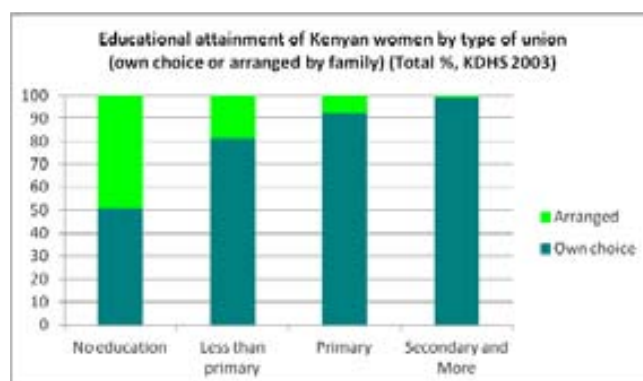 Educational attainment of Kenyan women by type of union
(own choice or arranged by family) (Total %, KDHS 2003)
100
90
80
70
60
50
40
30
20
10
0
No education
Less than
primary
Primary
Secondary and
More
Arranged
Own choice